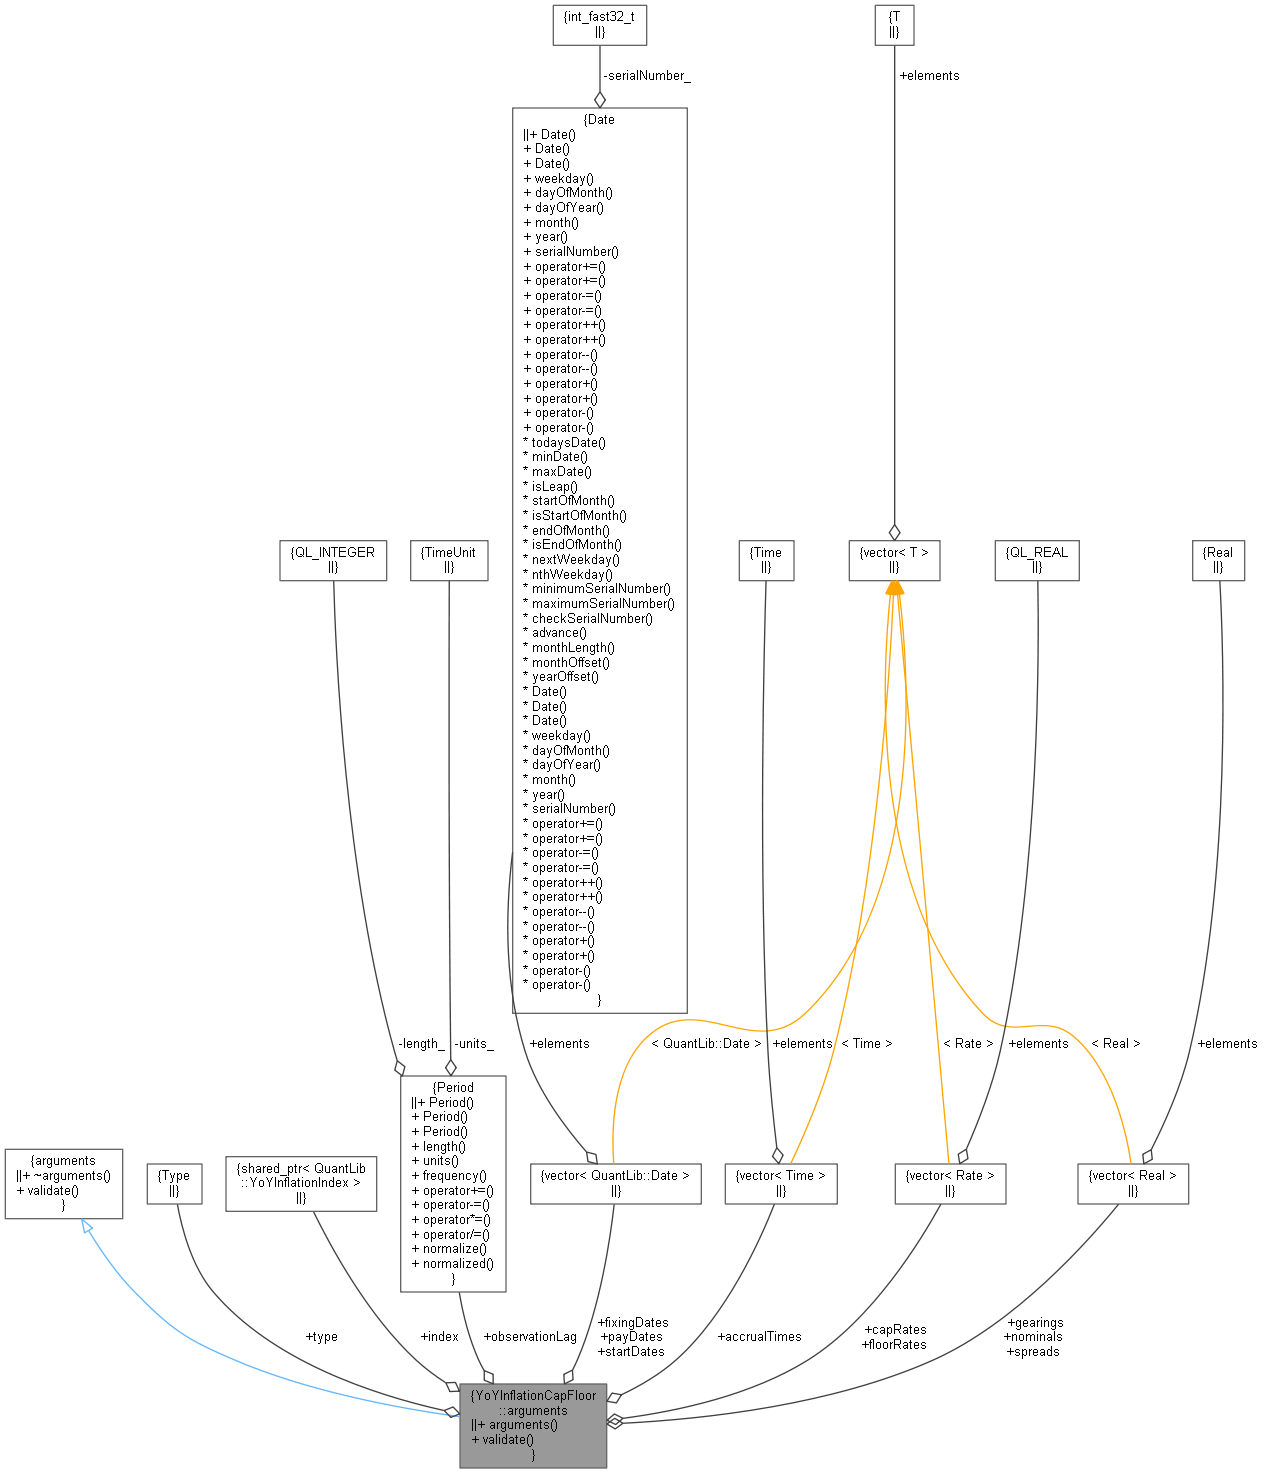 {int_fast32_t
||}
{T
||}
-serialNumber_
+elements
{Date
||+ Date()
+ Date()
+ Date()
+ weekday()
+ dayOfMonth()
+ dayOfYear()
+ month()
+ year()
+ serialNumber()
+ operator+=()
+ operator+=()
+ operator-=()
+ operator-=()
+ operator++()
+ operator++()
+ operator--()
+ operator--()
+ operator+()
+ operator+()
+ operator-()
+ operator-()
* todaysDate()
* minDate()
* maxDate()
* isLeap()
* startOfMonth()
* isStartOfMonth()
* endOfMonth()
* isEndOfMonth()
* nextWeekday()
* nthWeekday()
* minimumSerialNumber()
* maximumSerialNumber()
* checkSerialNumber()
* advance()
* monthLength()
* monthOffset()
* yearOffset()
* Date()
* Date()
* Date()
* weekday()
* dayOfMonth()
* dayOfYear()
* month()
* year()
* serialNumber()
* operator+=()
* operator+=()
* operator-=()
* operator-=()
* operator++()
* operator++()
* operator--()
* operator--()
* operator+()
* operator+()
* operator-()
* operator-()
}
{QL_INTEGER
||}
{TimeUnit
||}
{Time
||}
{vector< T >
||}
{QL_REAL
||}
{Real
||}
-length_
-units_
+elements
< QuantLib::Date >
+elements
< Time >
< Rate >
+elements
< Real >
+elements
{arguments
||+ ~arguments()
+ validate()
}
{Type
||}
{shared_ptr< QuantLib
::YoYInflationIndex >
||}
{Period
||+ Period()
+ Period()
+ Period()
+ length()
+ units()
+ frequency()
+ operator+=()
+ operator-=()
+ operator*=()
+ operator/=()
+ normalize()
+ normalized()
}
{vector< QuantLib::Date >
||}
{vector< Time >
||}
{vector< Rate >
||}
{vector< Real >
||}
+type
+index
+observationLag
+fixingDates
+payDates
+startDates
+accrualTimes
+capRates
+floorRates
+gearings
+nominals
+spreads
{YoYInflationCapFloor
::arguments
||+ arguments()
+ validate()
}